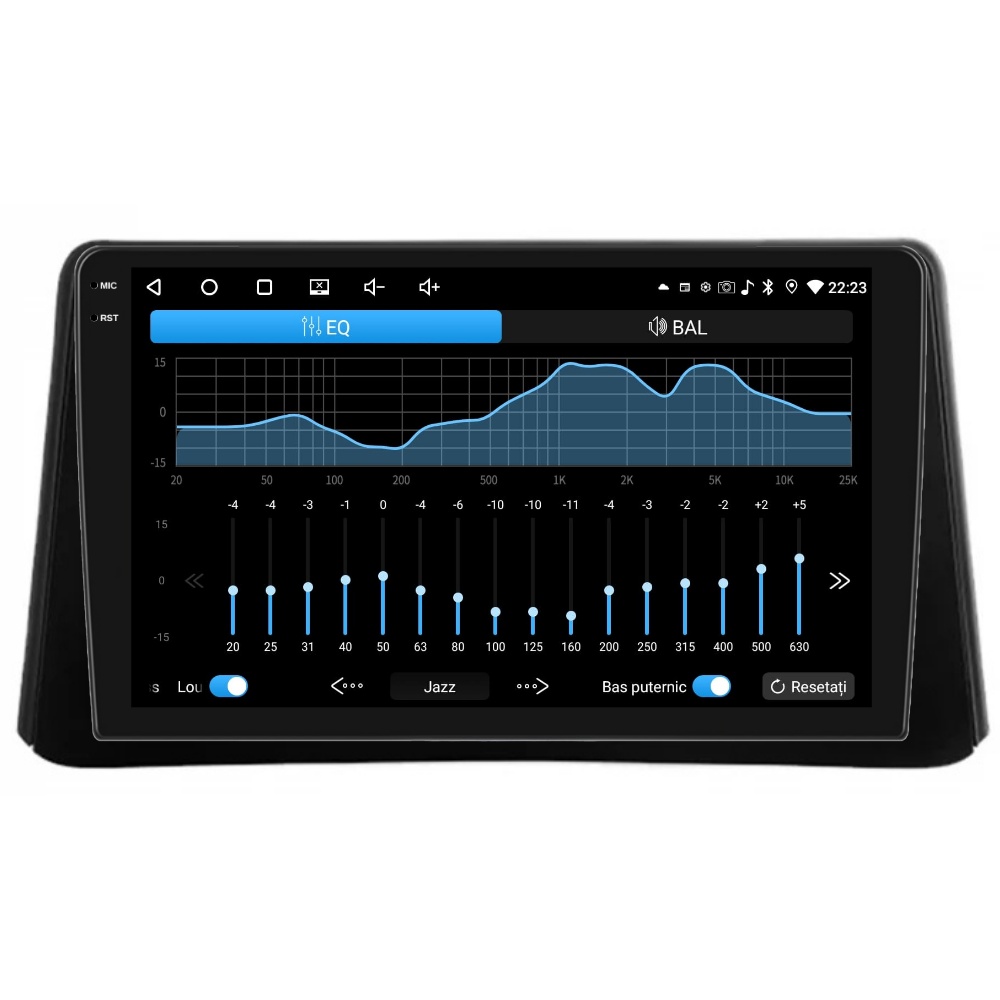 MIC
RST
22:23
EQ BAL
15
0
-15
20 50 100 200 500 1K 2K 5K 10K 25K
-4 -4 -3 -1 0 -4 -6 -10 -10 -11 -4 -3 -2 -2 +2 +5
15
0
-15
20 25 31 40 50 63 80 100 125 160 200 250 315 400 500 630
s Lou Jazz Bas puternic Resetați